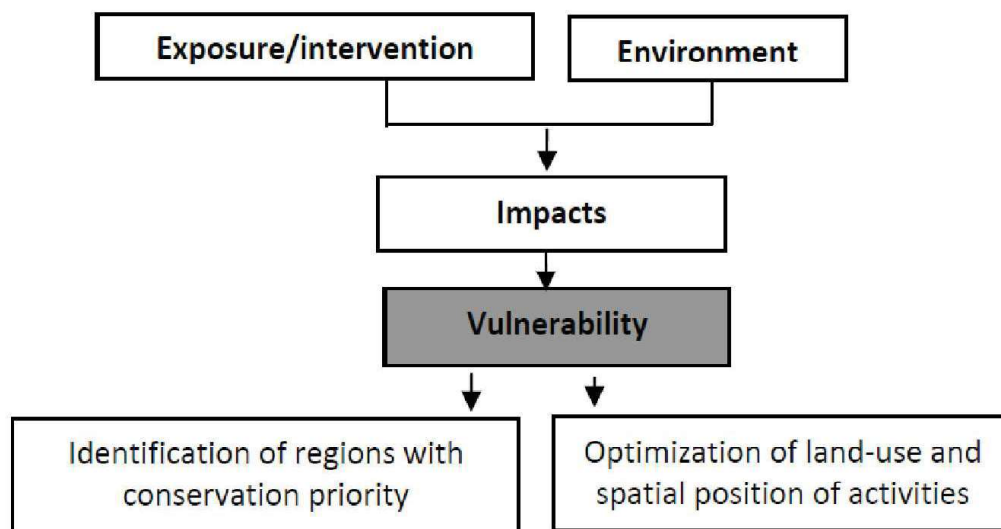 Exposure/intervention
Environment
Impacts
Vulnerability
Identification of regions with
conservation priority
Optimization of land-use and
spatial position of activities